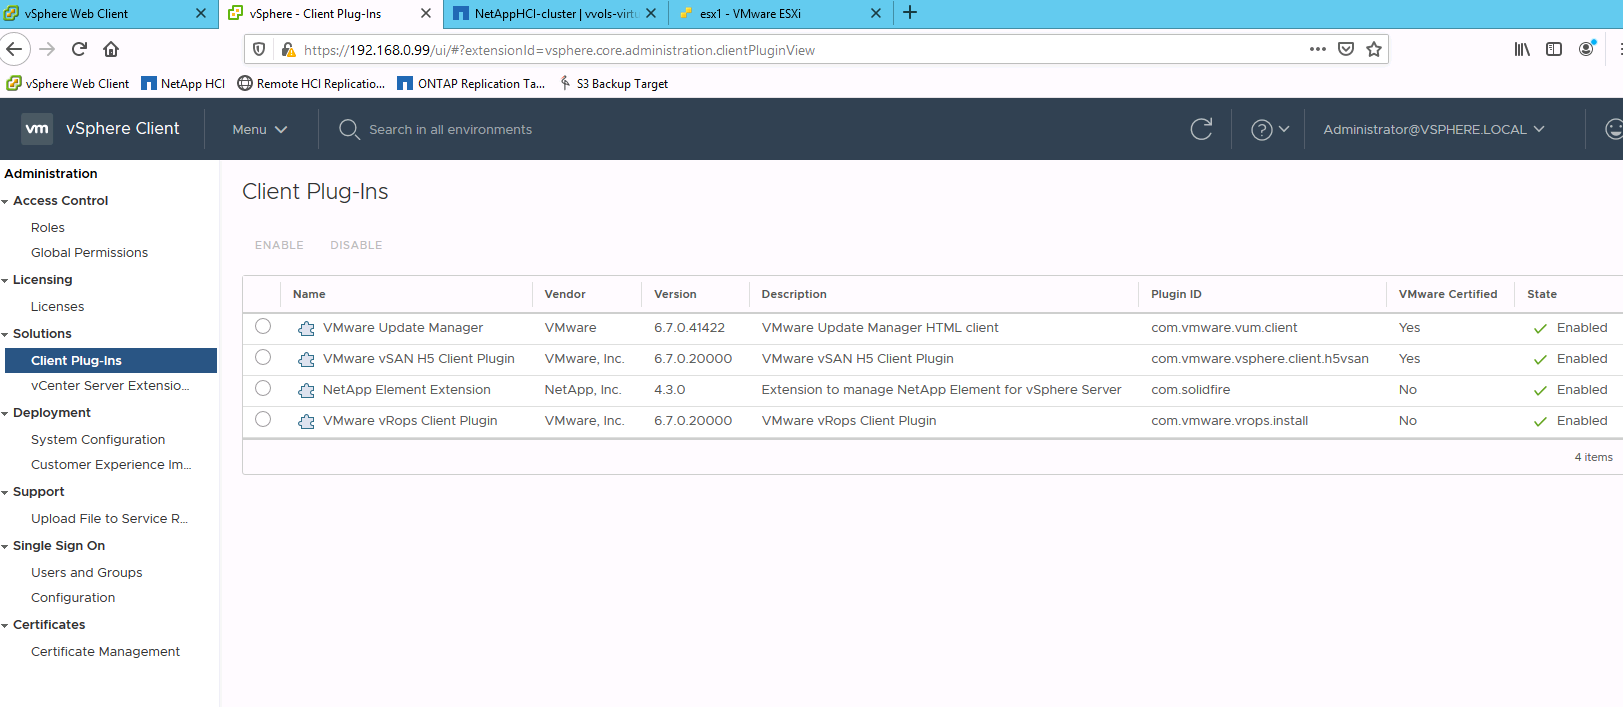 vSphere Web Client
vSphere - Client Plug-Ins
NetAppHCI-cluster | vvols-virtu
esx1 - VMware ESXi
https://192.168.0.99/ui/#?extensionId=vsphere.core.administration.clientPluginView
vSphere Web Client
NetApp HCI
Remote HCI Replicatio...
ONTAP Replication Ta...
S3 Backup Target
vm vSphere Client
Menu
Search in all environments
Administrator@VSPHERE.LOCAL
Administration
Access Control
Roles
Global Permissions
Licensing
Licenses
Solutions
Client Plug-Ins
vCenter Server Extensio...
Deployment
System Configuration
Customer Experience Im...
Support
Upload File to Service R...
Single Sign On
Users and Groups
Configuration
Certificates
Certificate Management
Client Plug-Ins
ENABLE DISABLE
Name Vendor Version Description Plugin ID VMware Certified State
VMware Update Manager VMware 6.7.0.41422 VMware Update Manager HTML client com.vmware.vum.client Yes Enabled
VMware vSAN H5 Client Plugin VMware, Inc. 6.7.0.20000 VMware vSAN H5 Client Plugin com.vmware.vsphere.client.h5vsan Yes Enabled
NetApp Element Extension NetApp, Inc. 4.3.0 Extension to manage NetApp Element for vSphere Server com.solidfire No Enabled
VMware vRops Client Plugin VMware, Inc. 6.7.0.20000 VMware vRops Client Plugin com.vmware.vrops.install No Enabled
4 items